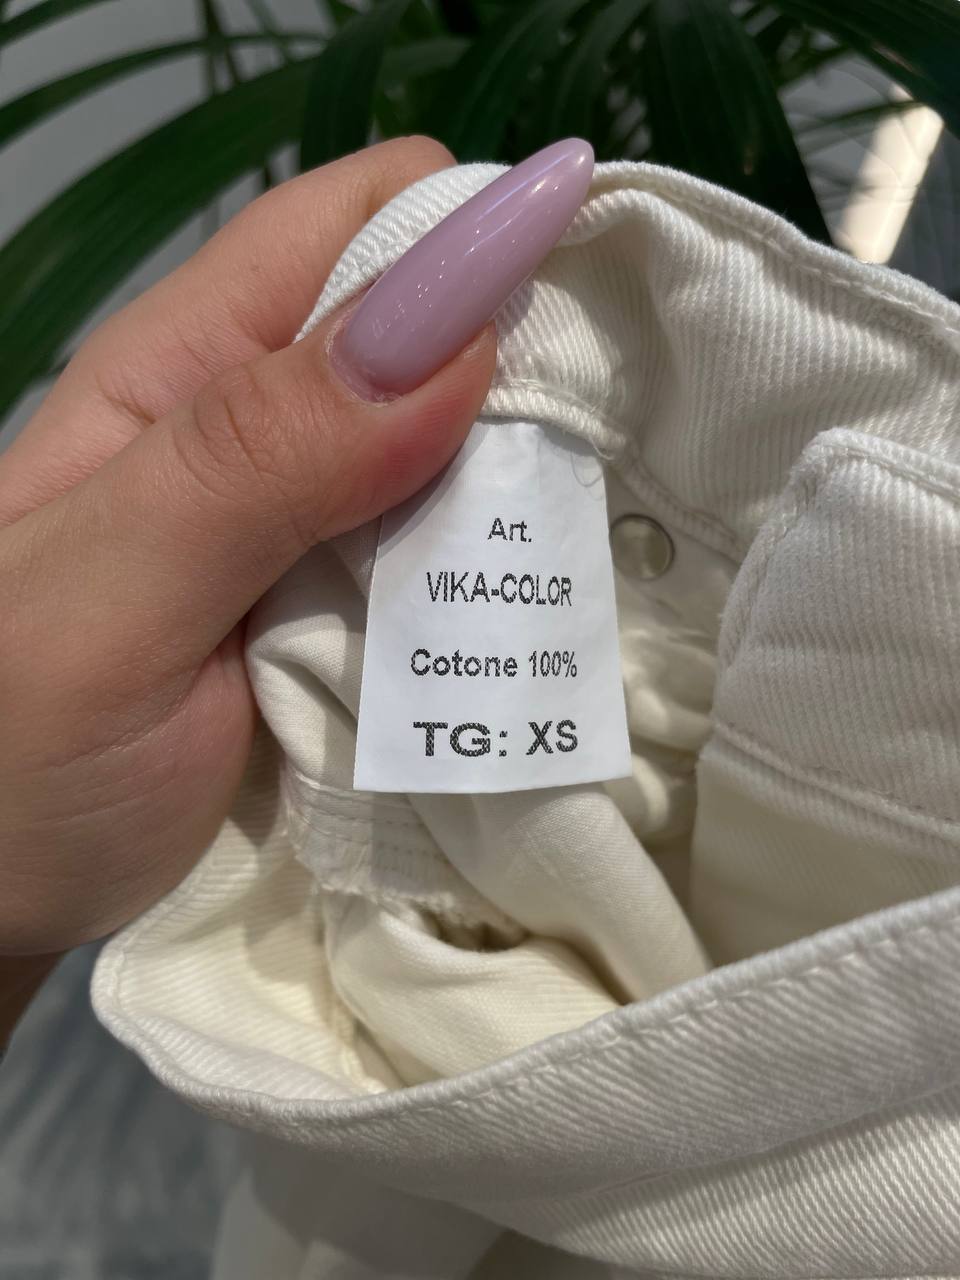 Art.
VIKA-COLOR
Cotone 100%
TG: XS